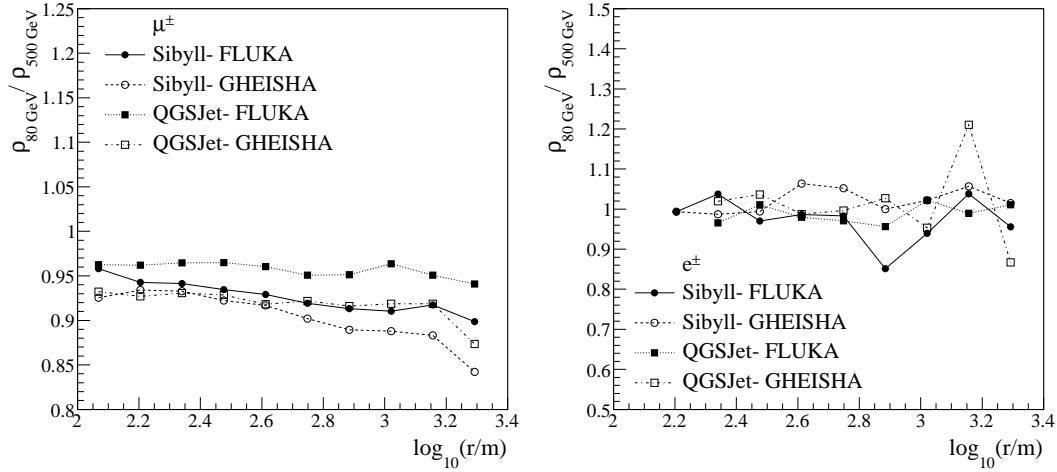 ρ80 GeV / ρ500 GeV
1.25
1.2
1.15
1.1
1.05
1
0.95
0.9
0.85
0.8
μ±
Sibyll- FLUKA
Sibyll- GHEISHA
QGSJet- FLUKA
QGSJet- GHEISHA
2 2.2 2.4 2.6 2.8 3 3.2 3.4
log10(r/m)
ρ80 GeV / ρ500 GeV
1.5
1.4
1.3
1.2
1.1
1
0.9
0.8
0.7
0.6
0.5
e±
Sibyll- FLUKA
Sibyll- GHEISHA
QGSJet- FLUKA
QGSJet- GHEISHA
2 2.2 2.4 2.6 2.8 3 3.2 3.4
log10(r/m)